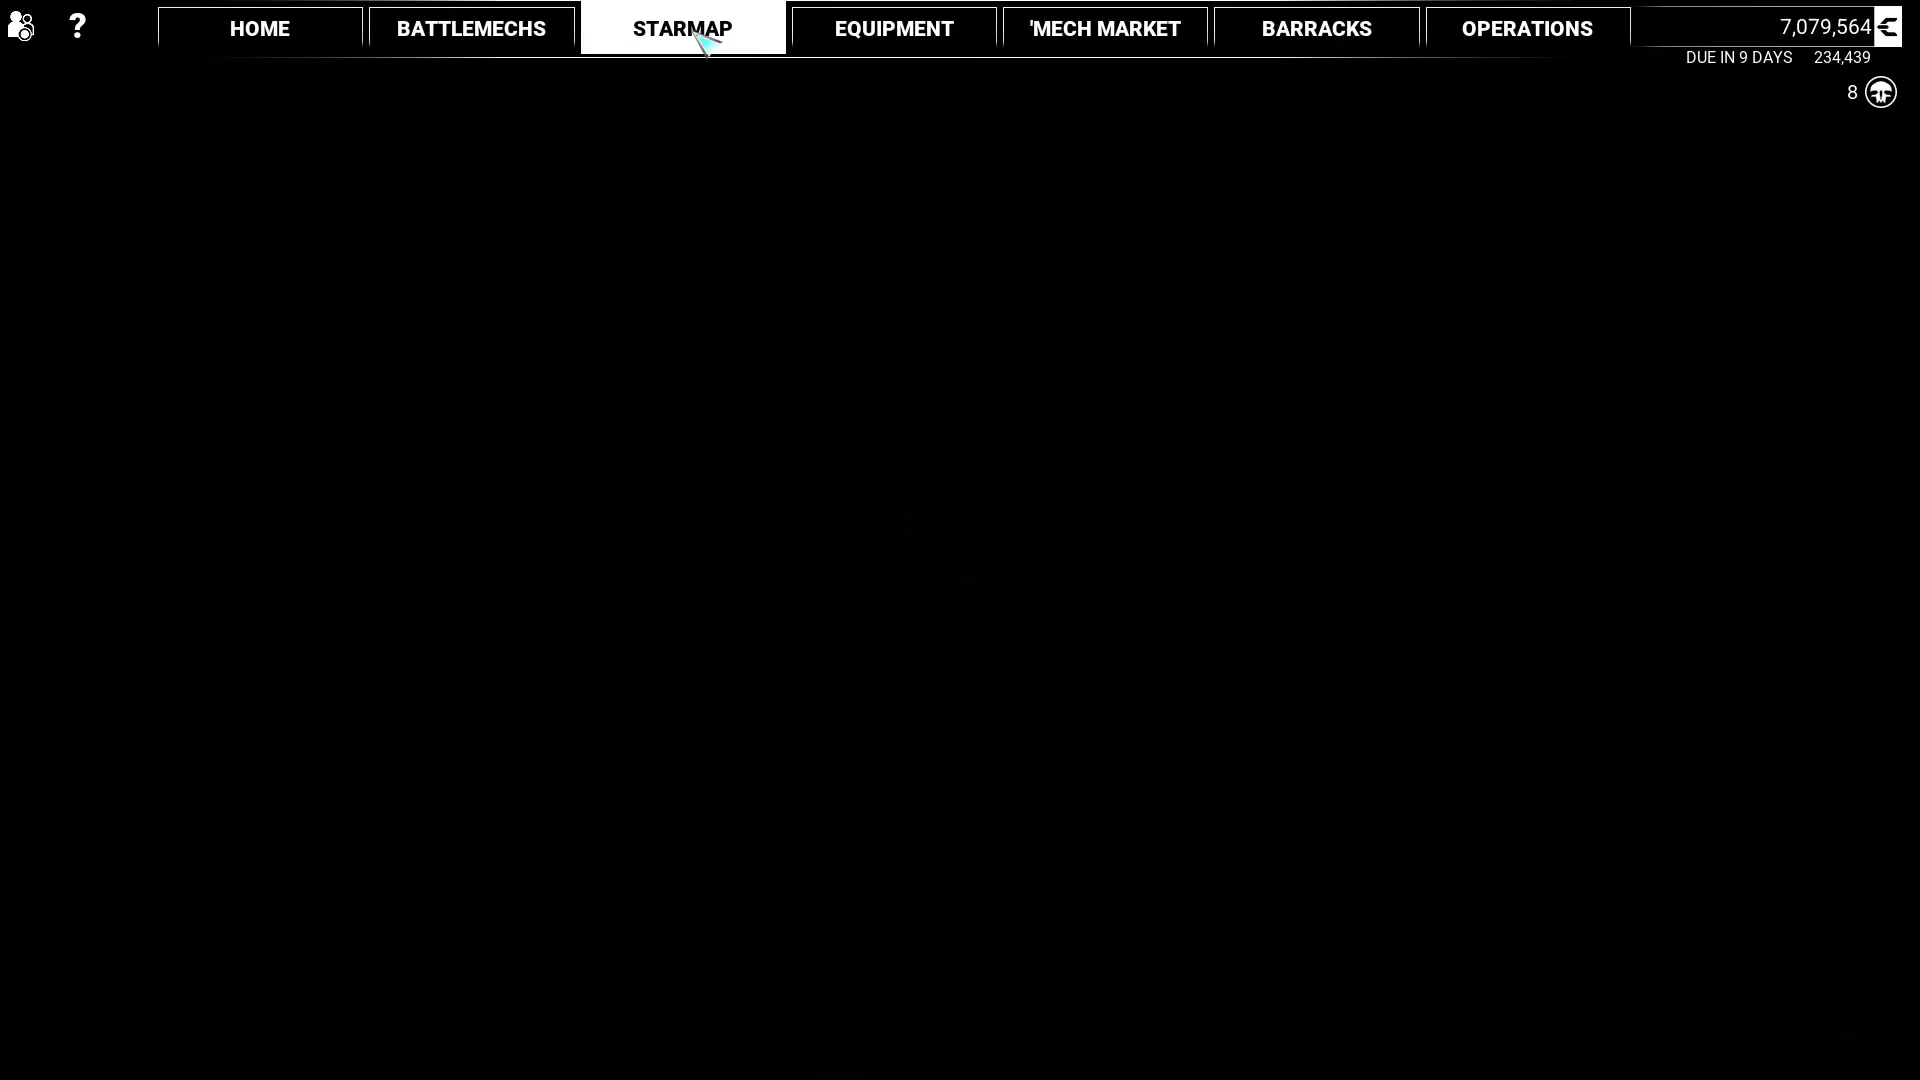 ?
HOME
BATTLEMECHS
STARMAP
EQUIPMENT
'MECH MARKET
BARRACKS
OPERATIONS
7,079,564
DUE IN 9 DAYS 234,439
8